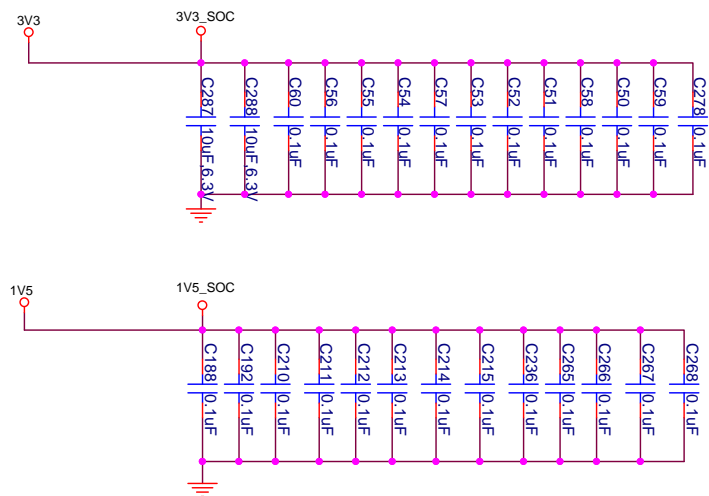 3V3
3V3_SOC
C287 10uF,6.3V
C288 10uF,6.3V
C60 0.1uF
C56 0.1uF
C55 0.1uF
C54 0.1uF
C57 0.1uF
C53 0.1uF
C52 0.1uF
C51 0.1uF
C58 0.1uF
C50 0.1uF
C59 0.1uF
C278 0.1uF
1V5
1V5_SOC
C188 0.1uF
C192 0.1uF
C210 0.1uF
C211 0.1uF
C212 0.1uF
C213 0.1uF
C214 0.1uF
C215 0.1uF
C236 0.1uF
C265 0.1uF
C266 0.1uF
C267 0.1uF
C268 0.1uF